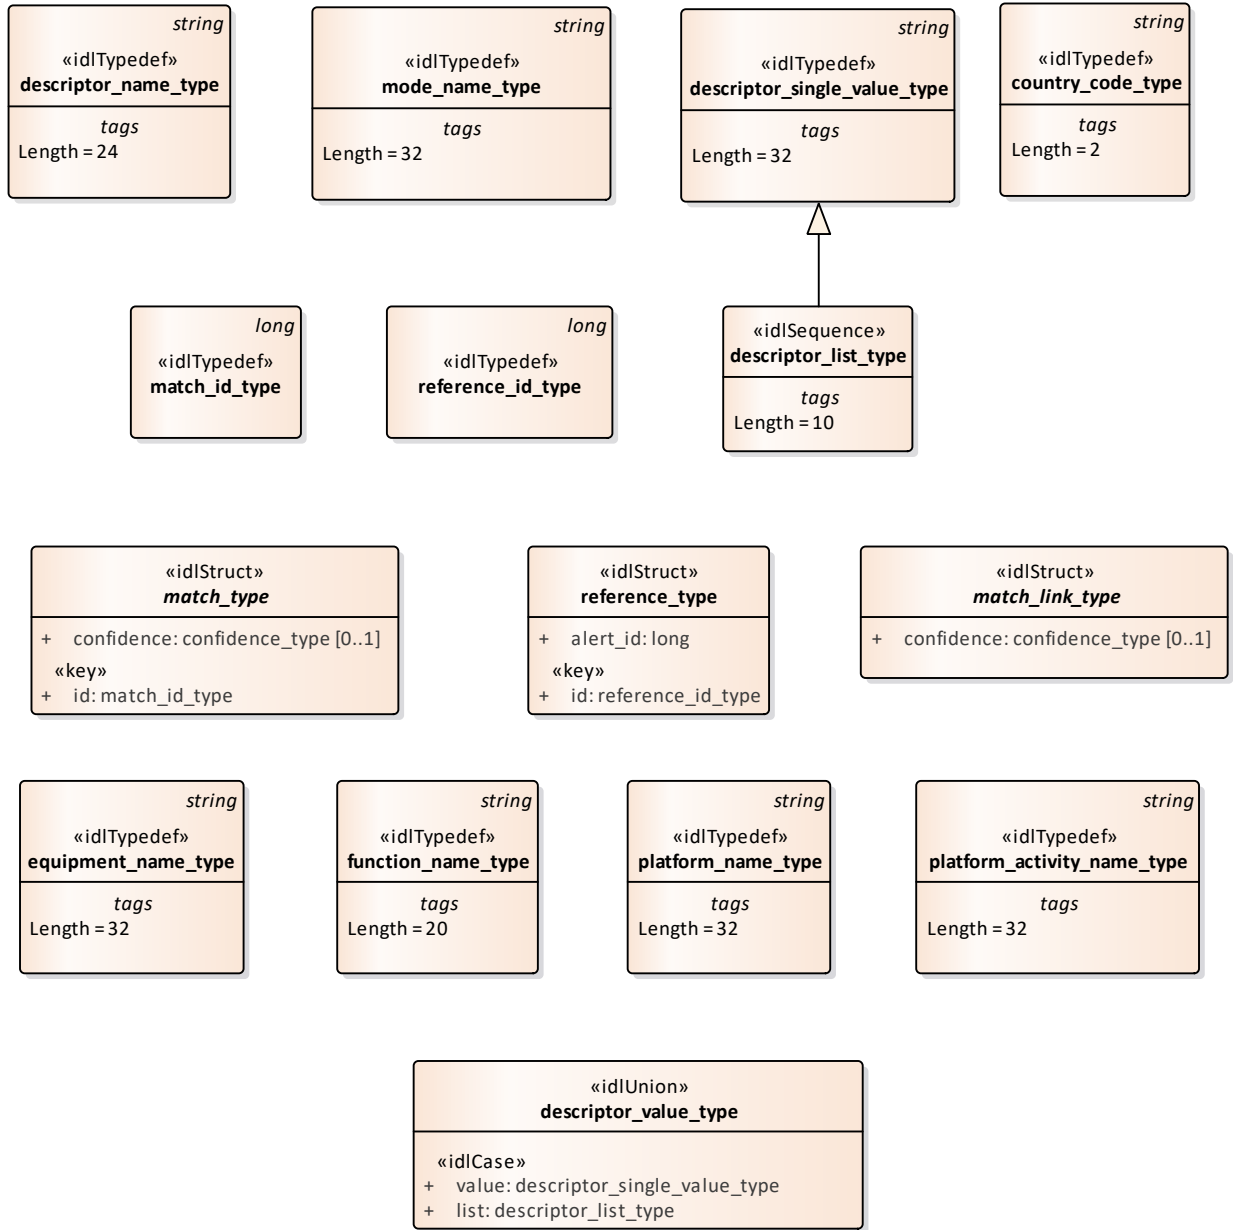 string
«idlTypedef»
descriptor_name_type
tags
Length = 24
string
«idlTypedef»
mode_name_type
tags
Length = 32
string
«idlTypedef»
descriptor_single_value_type
tags
Length = 32
string
«idlTypedef»
country_code_type
tags
Length = 2
long
«idlTypedef»
match_id_type
long
«idlTypedef»
reference_id_type
«idlSequence»
descriptor_list_type
tags
Length = 10
«idlStruct»
match_type
+ confidence: confidence_type [0..1]
«key»
+ id: match_id_type
«idlStruct»
reference_type
+ alert_id: long
«key»
+ id: reference_id_type
«idlStruct»
match_link_type
+ confidence: confidence_type [0..1]
string
«idlTypedef»
equipment_name_type
tags
Length = 32
string
«idlTypedef»
function_name_type
tags
Length = 20
string
«idlTypedef»
platform_name_type
tags
Length = 32
string
«idlTypedef»
platform_activity_name_type
tags
Length = 32
«idlUnion»
descriptor_value_type
«idlCase»
+ value: descriptor_single_value_type
+ list: descriptor_list_type